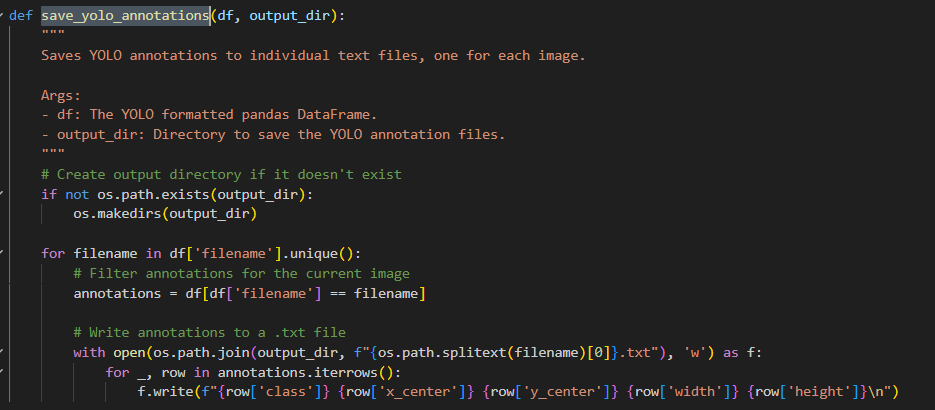 def save_yolo_annotations(df, output_dir):
    """
    Saves YOLO annotations to individual text files, one for each image.

    Args:
    - df: The YOLO formatted pandas DataFrame.
    - output_dir: Directory to save the YOLO annotation files.
    """
    # Create output directory if it doesn't exist
    if not os.path.exists(output_dir):
        os.makedirs(output_dir)

    for filename in df['filename'].unique():
        # Filter annotations for the current image
        annotations = df[df['filename'] == filename]

        # Write annotations to a .txt file
        with open(os.path.join(output_dir, f"{os.path.splitext(filename)[0]}.txt"), 'w') as f:
            for _, row in annotations.iterrows():
                f.write(f"{row['class']} {row['x_center']} {row['y_center']} {row['width']} {row['height']}\n")